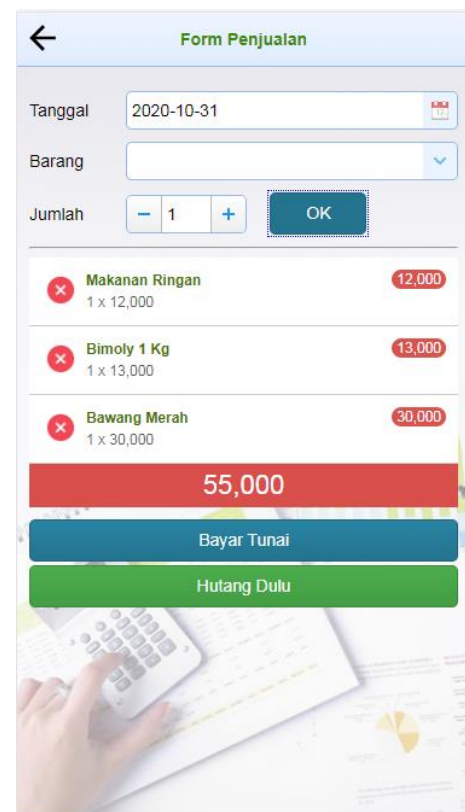 Form Penjualan
Tanggal 2020-10-31
Barang
Jumlah - 1 + OK
Makanan Ringan 12,000
1 x 12,000
Bimoly 1 Kg 13,000
1 x 13,000
Bawang Merah 30,000
1 x 30,000
55,000
Bayar Tunai
Hutang Dulu